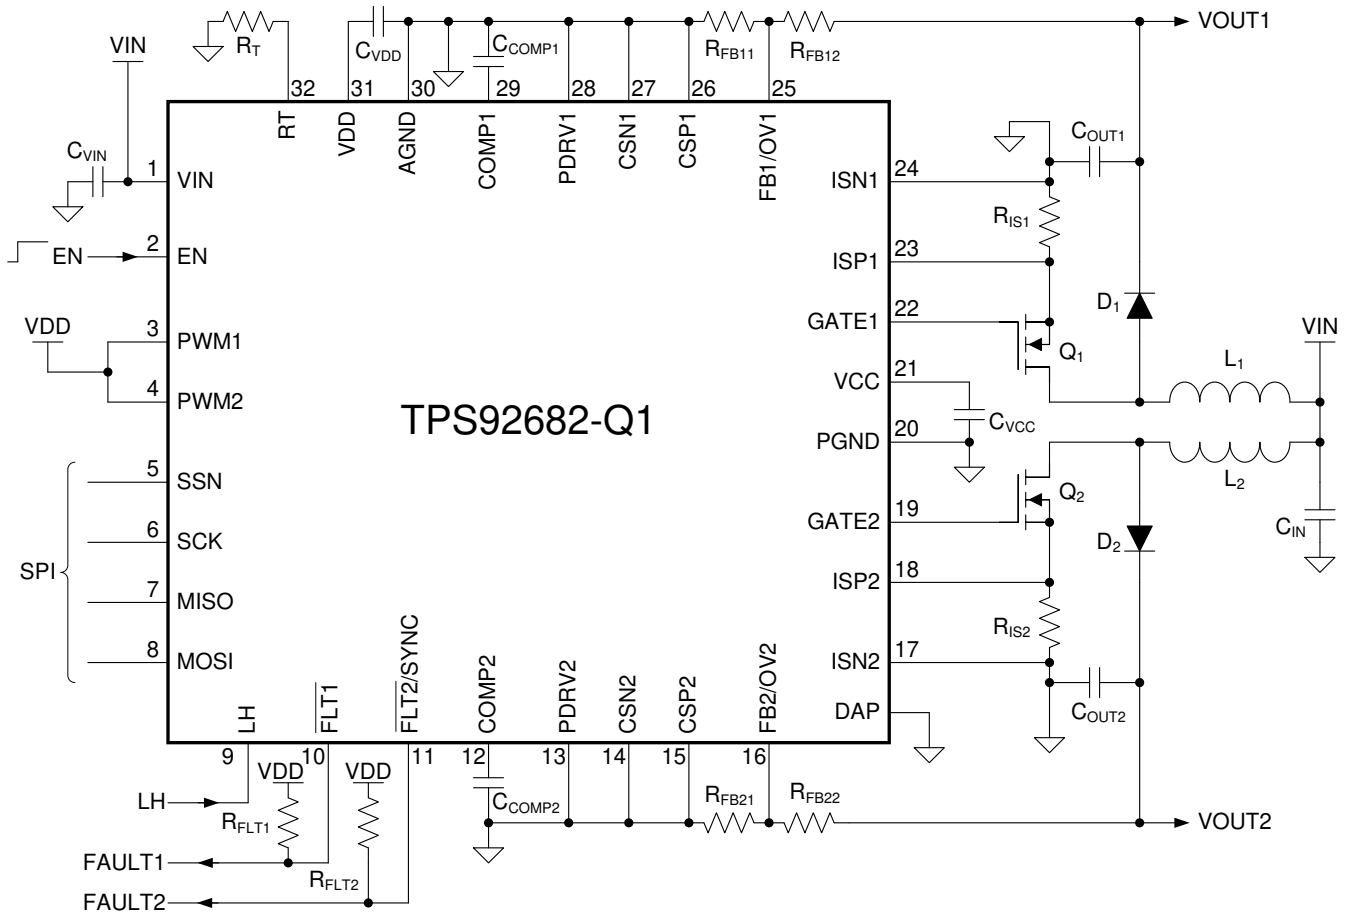 VOUT1
R_T
C_VDD
C_COMP1
R_FB11
R_FB12
VIN
32
31
30
29
28
27
26
25
RT
VDD
AGND
COMP1
PDRV1
CSN1
CSP1
FB1/OV1
C_VIN
1
VIN
2
EN
EN
VDD
3
PWM1
4
PWM2
5
SSN
6
SCK
SPI
7
MISO
8
MOSI
TPS92682-Q1
ISN1
24
C_OUT1
R_IS1
ISP1
23
GATE1
22
D_1
Q_1
VIN
L_1
VCC
21
C_VCC
PGND
20
L_2
Q_2
GATE2
19
D_2
C_IN
ISP2
18
R_IS2
ISN2
17
C_OUT2
DAP
LH
FLT1
FLT2/SYNC
COMP2
PDRV2
CSN2
CSP2
FB2/OV2
9
10
11
12
13
14
15
16
VDD
VDD
LH
R_FLT1
C_COMP2
R_FB21
R_FB22
VOUT2
FAULT1
R_FLT2
FAULT2